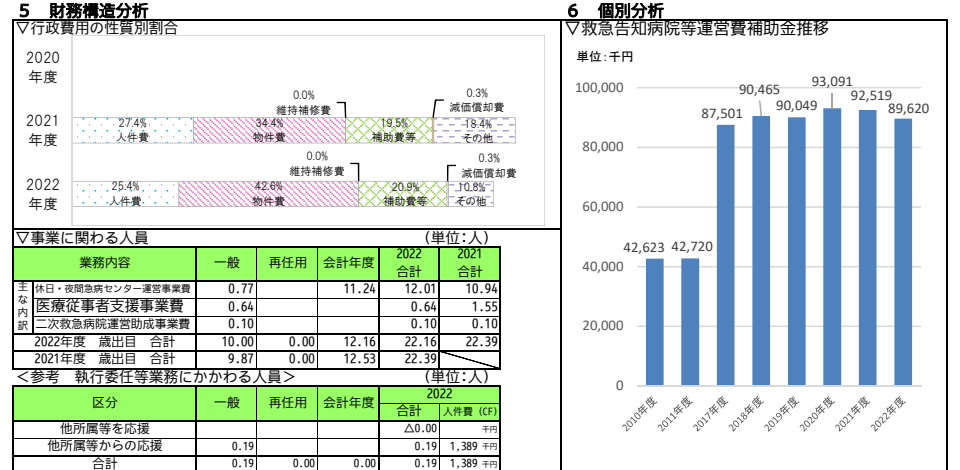 5 財務構造分析
▽行政費用の性質別割合
2020
年度
2021
年度
27.4%
人件費
34.4%
物件費
0.0%
維持補修費
19.5%
補助費等
0.3%
減価償却費
18.4%
その他
2022
年度
25.4%
人件費
42.6%
物件費
0.0%
維持補修費
20.9%
補助費等
0.3%
減価償却費
10.8%
その他
▽事業に関わる人員 (単位:人)
業務内容 一般 再任用 会計年度 2022合計 2021合計
主な内訳
休日・夜間急病センター運営事業費 0.77 11.24 12.01 10.94
医療従事者支援事業費 0.64 0.64 1.55
二次救急病院運営助成事業費 0.10 0.10 0.10
2022年度 歳出目 合計 10.00 0.00 12.16 22.16 22.39
2021年度 歳出目 合計 9.87 0.00 12.53 22.39
<参考 執行委任等業務にかかわる人員> (単位:人)
区分 一般 再任用 会計年度 2022
合計 人件費(CF)
他所属等を応援 △0.00 千円
他所属等からの応援 0.19 0.19 1,389 千円
合計 0.19 0.00 0.00 0.19 1,389 千円
6 個別分析
▽救急告知病院等運営費補助金推移
単位:千円
100,000
80,000
60,000
40,000
20,000
0
42,623
42,720
87,501
90,465
90,049
93,091
92,519
89,620
2010年度
2011年度
2017年度
2018年度
2019年度
2020年度
2021年度
2022年度